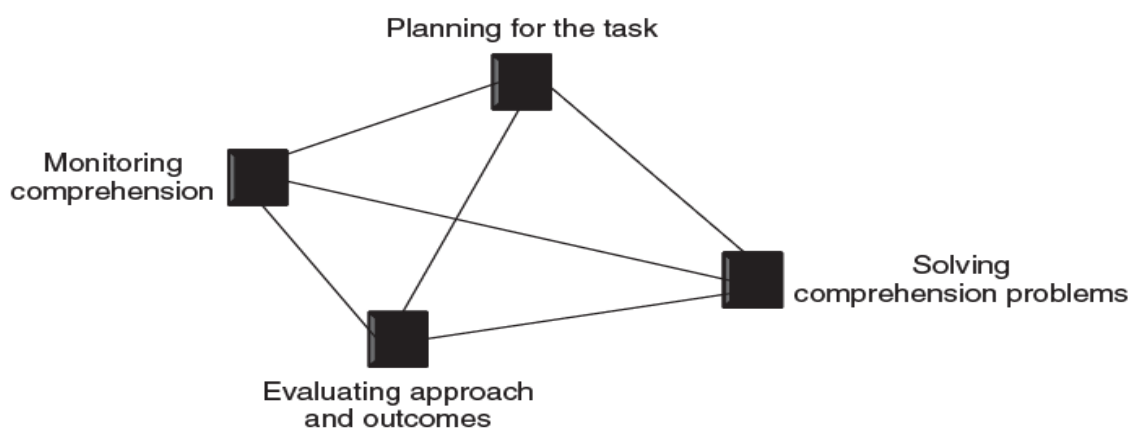 Planning for the task
Monitoring
comprehension
Solving
comprehension problems
Evaluating approach
and outcomes